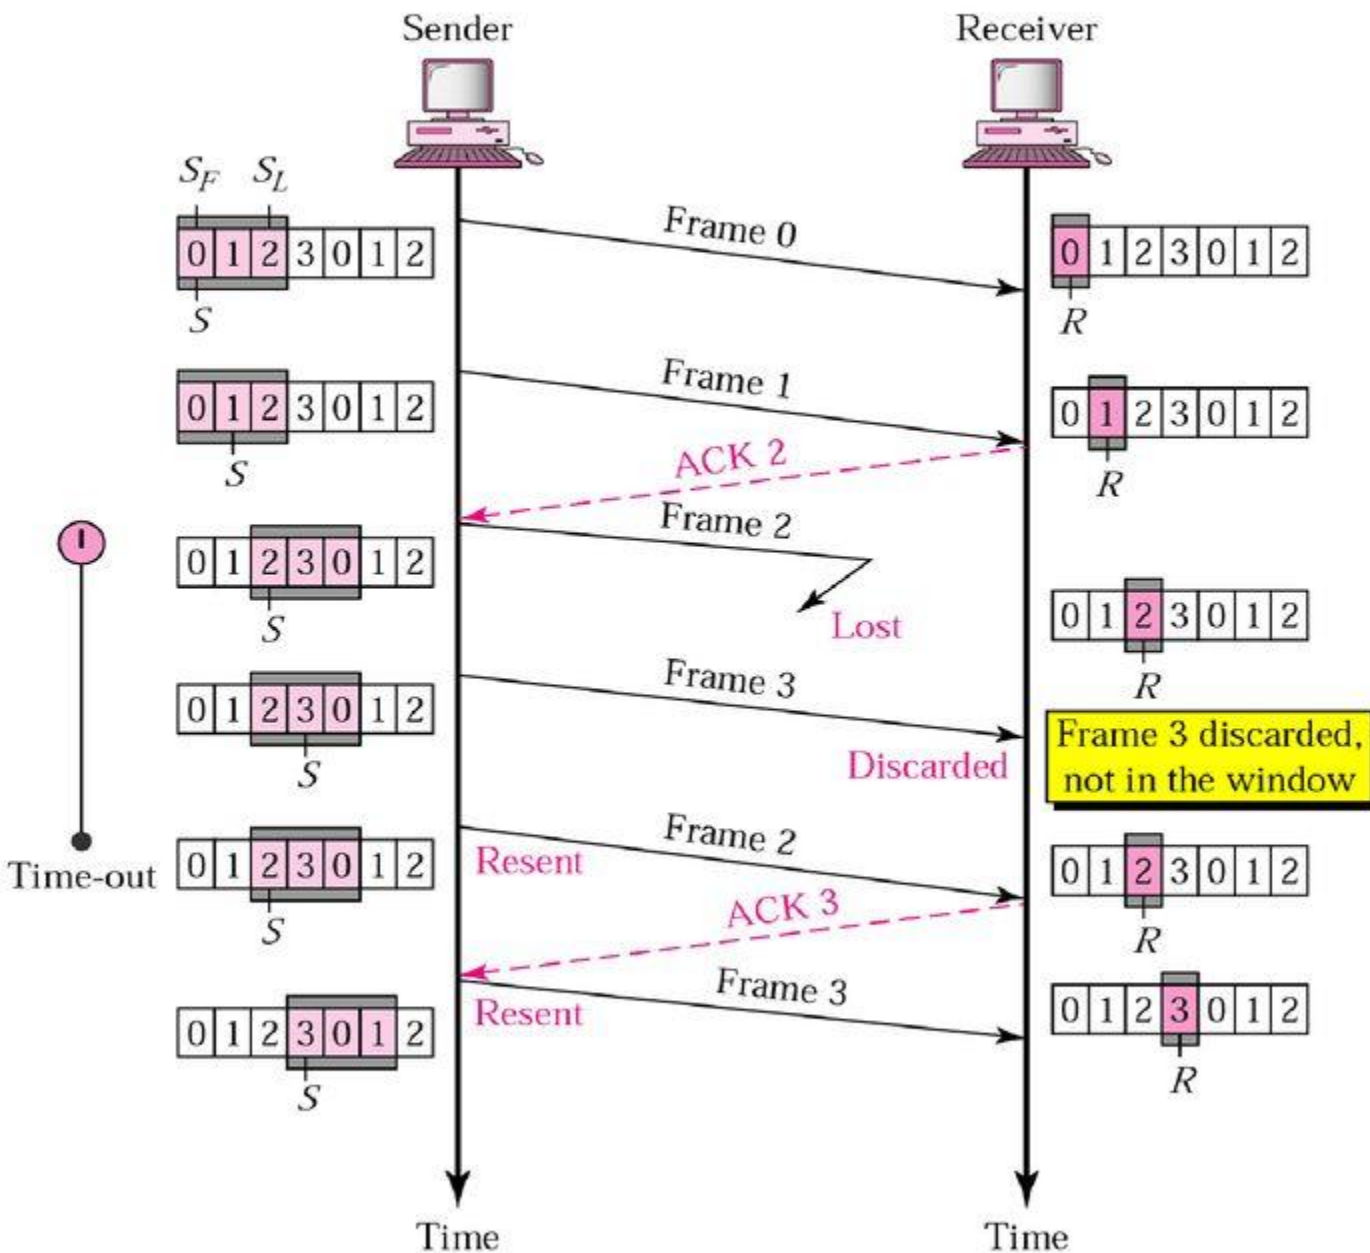 Sender
Receiver
S_F S_L
Frame 0
0 1 2 3 0 1 2
0 1 2 3 0 1 2
S
R
Frame 1
0 1 2 3 0 1 2
0 1 2 3 0 1 2
S
ACK 2
R
Frame 2
0 1 2 3 0 1 2
Lost
0 1 2 3 0 1 2
S
R
Frame 3
0 1 2 3 0 1 2
S
Discarded
Frame 3 discarded,
not in the window
Frame 2
Time-out
0 1 2 3 0 1 2
Resent
0 1 2 3 0 1 2
S
ACK 3
R
Frame 3
0 1 2 3 0 1 2
Resent
0 1 2 3 0 1 2
S
R
Time
Time